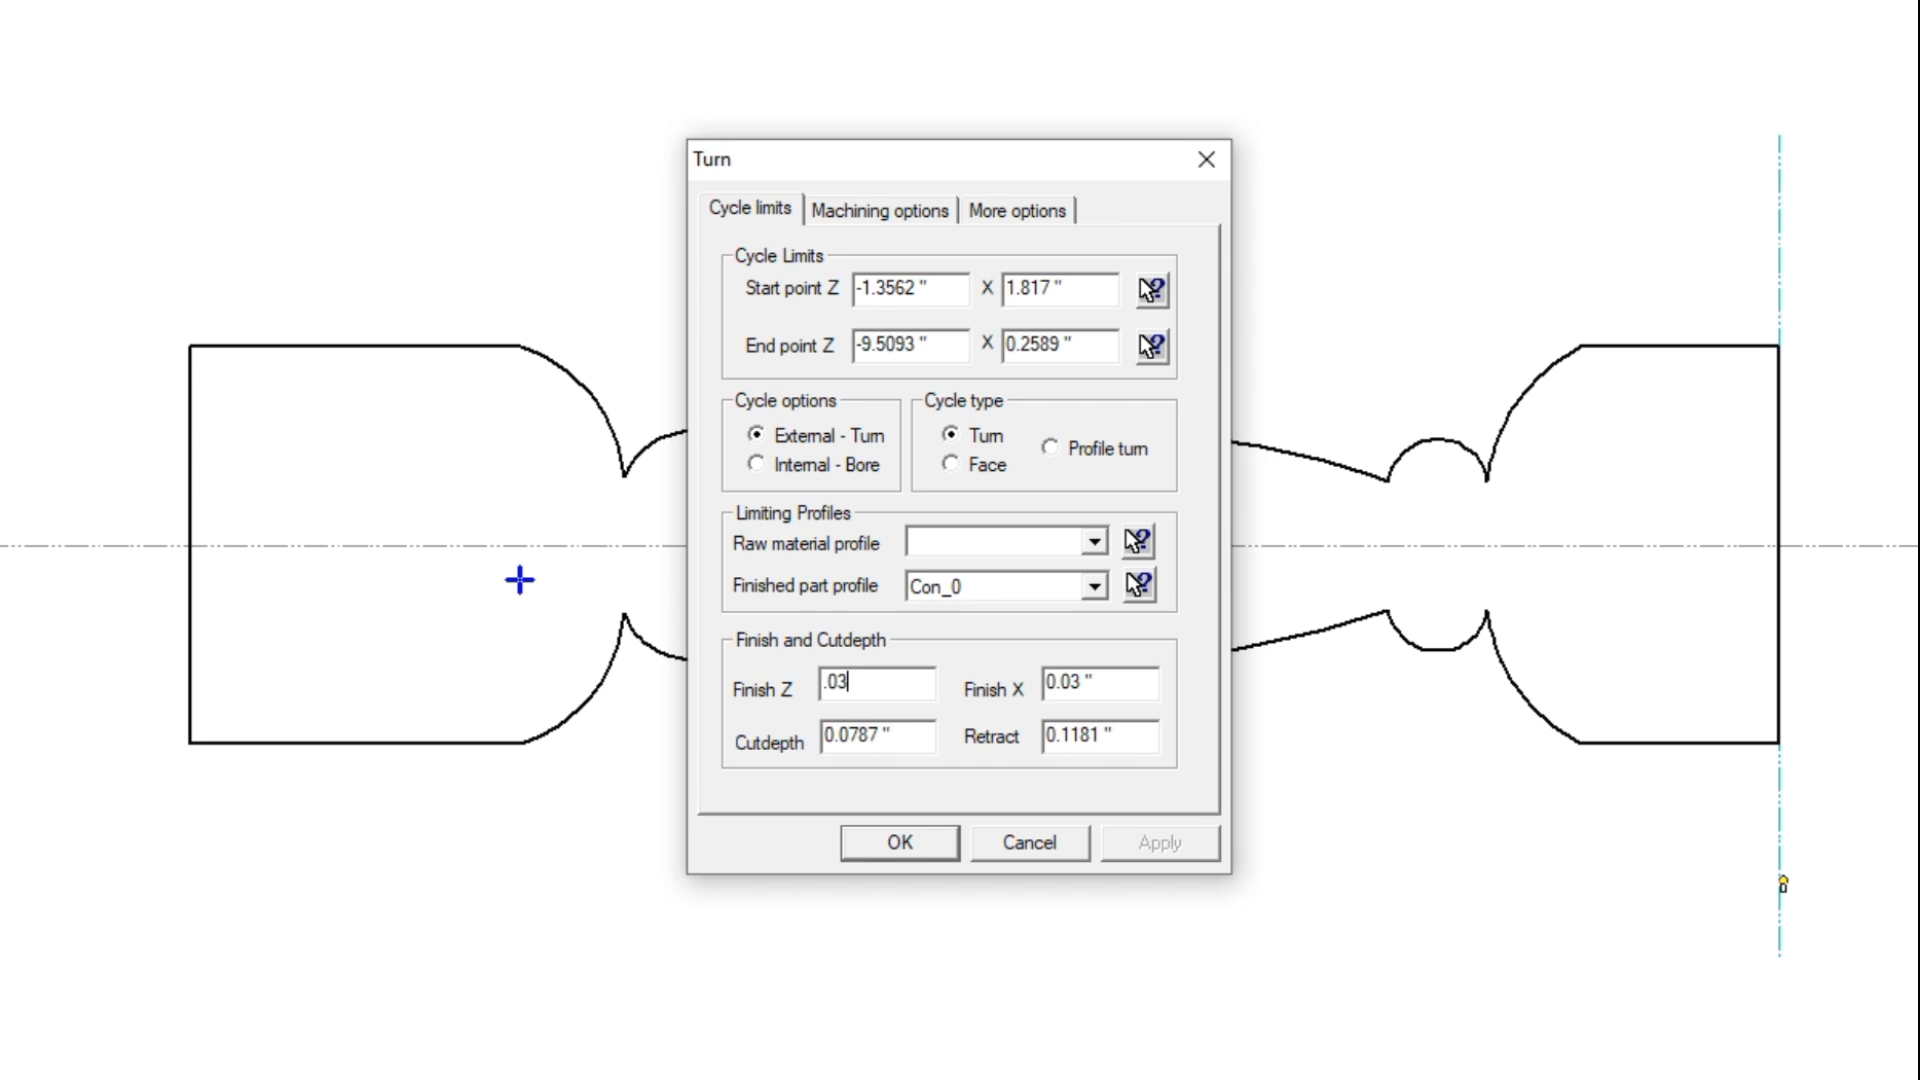 Turn
Cycle limits Machining options More options
Cycle Limits
Start point Z -1.3562 " X 1.817 "
End point Z -9.5093 " X 0.2589 "
Cycle options Cycle type
External - Turn Turn Profile turn
Internal - Bore Face
Limiting Profiles
Raw material profile
Finished part profile Con_0
Finish and Cutdepth
Finish Z .03 Finish X 0.03 "
Cutdepth 0.0787 " Retract 0.1181 "
OK Cancel Apply